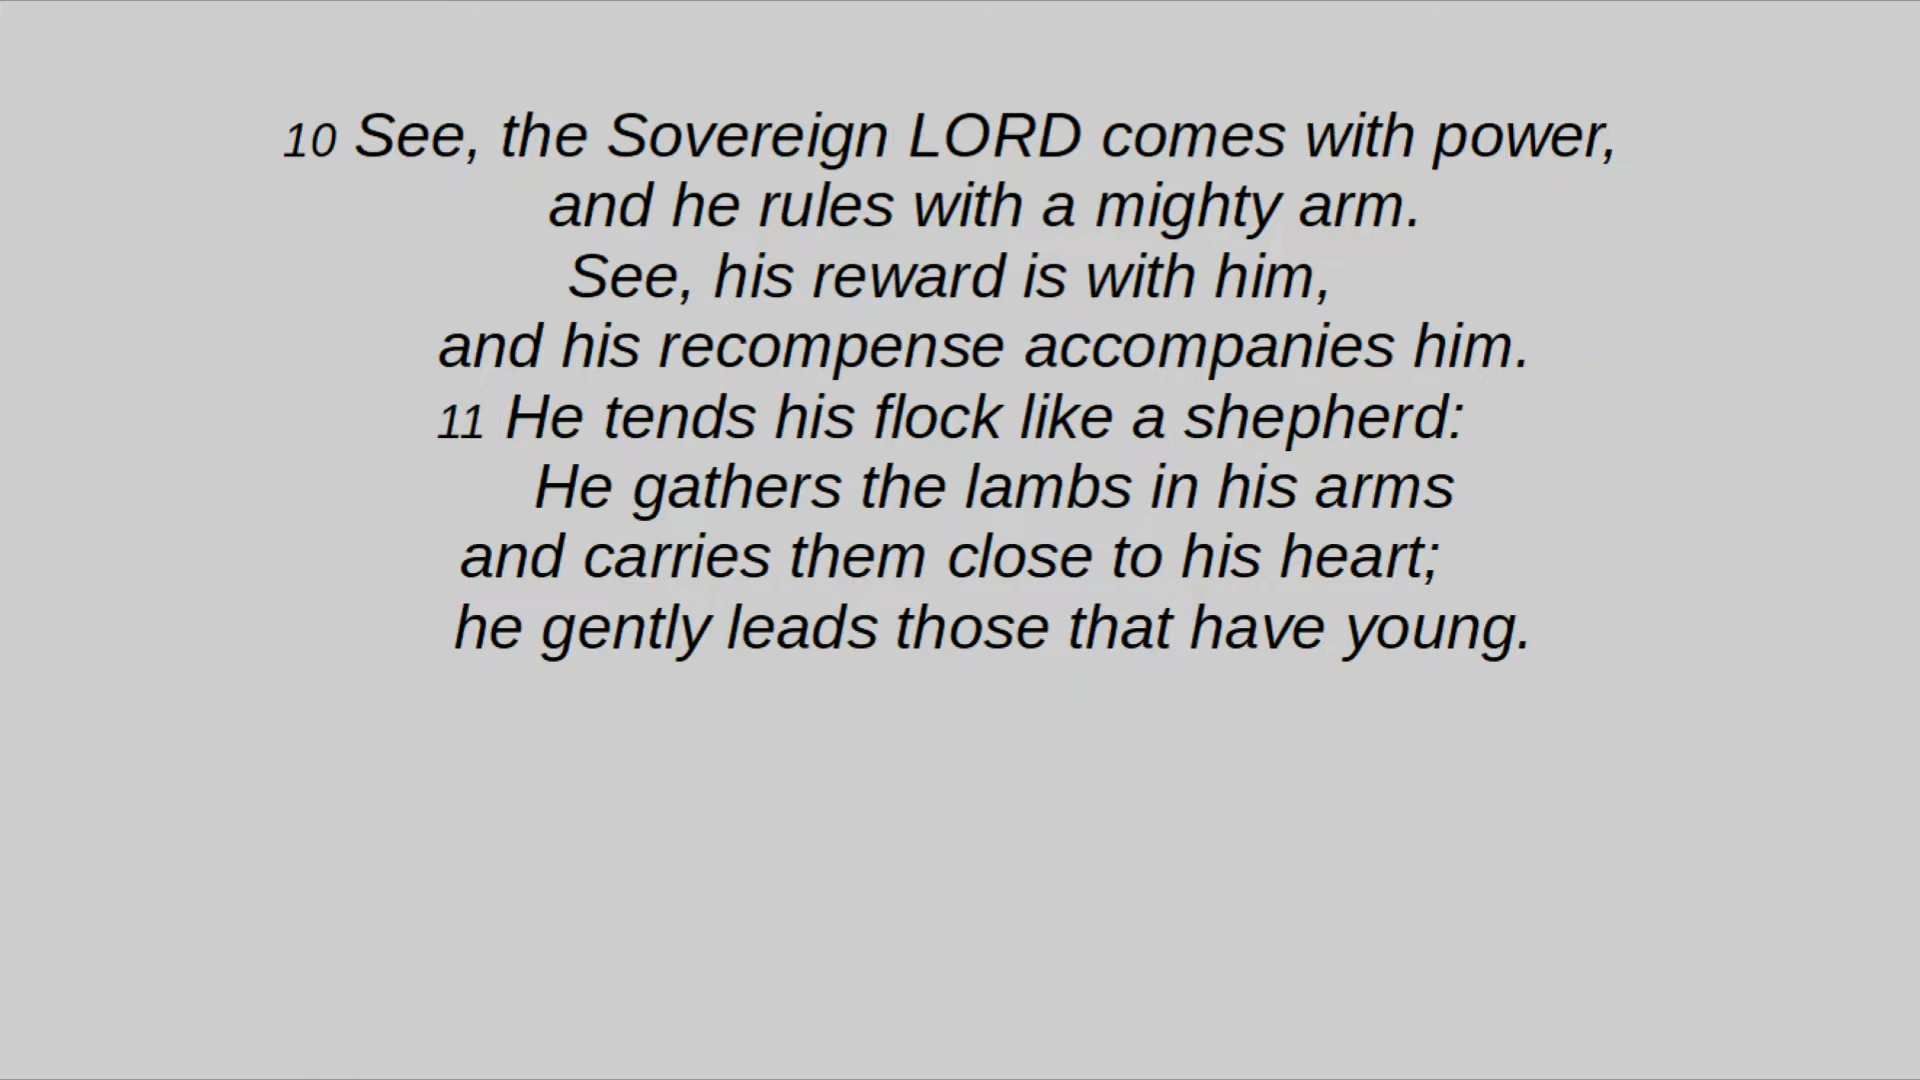 10 See, the Sovereign LORD comes with power,
and he rules with a mighty arm.
See, his reward is with him,
and his recompense accompanies him.
11 He tends his flock like a shepherd:
He gathers the lambs in his arms
and carries them close to his heart;
he gently leads those that have young.